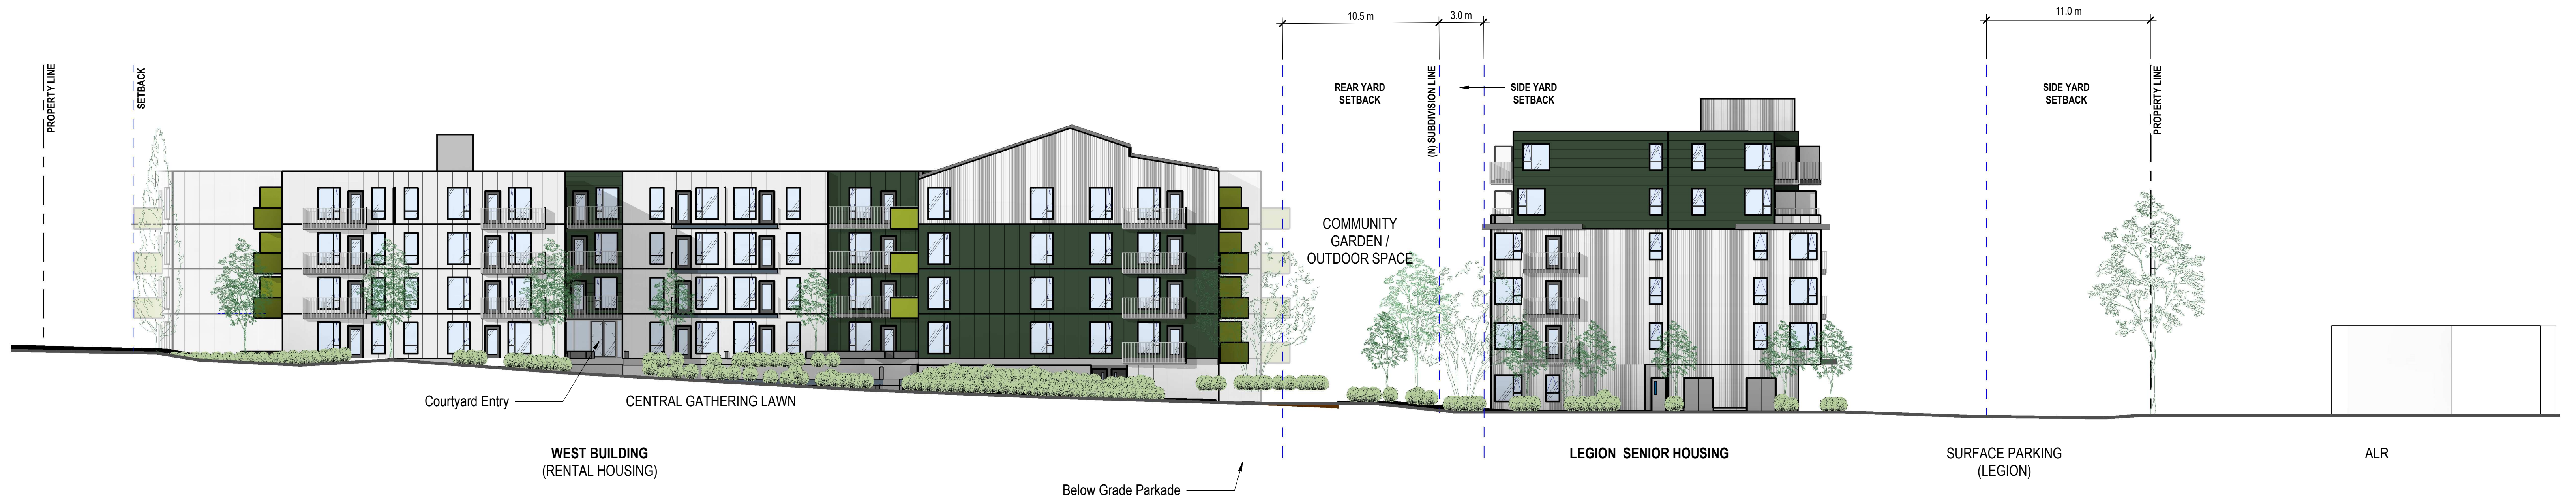 10.5 m
3.0 m
11.0 m
PROPERTY LINE
SETBACK
REAR YARD
SETBACK
(N) SUBDIVISION LINE
SIDE YARD
SETBACK
SIDE YARD
SETBACK
PROPERTY LINE
COMMUNITY
GARDEN /
OUTDOOR SPACE
Courtyard Entry
CENTRAL GATHERING LAWN
WEST BUILDING
(RENTAL HOUSING)
LEGION SENIOR HOUSING
SURFACE PARKING
(LEGION)
ALR
Below Grade Parkade